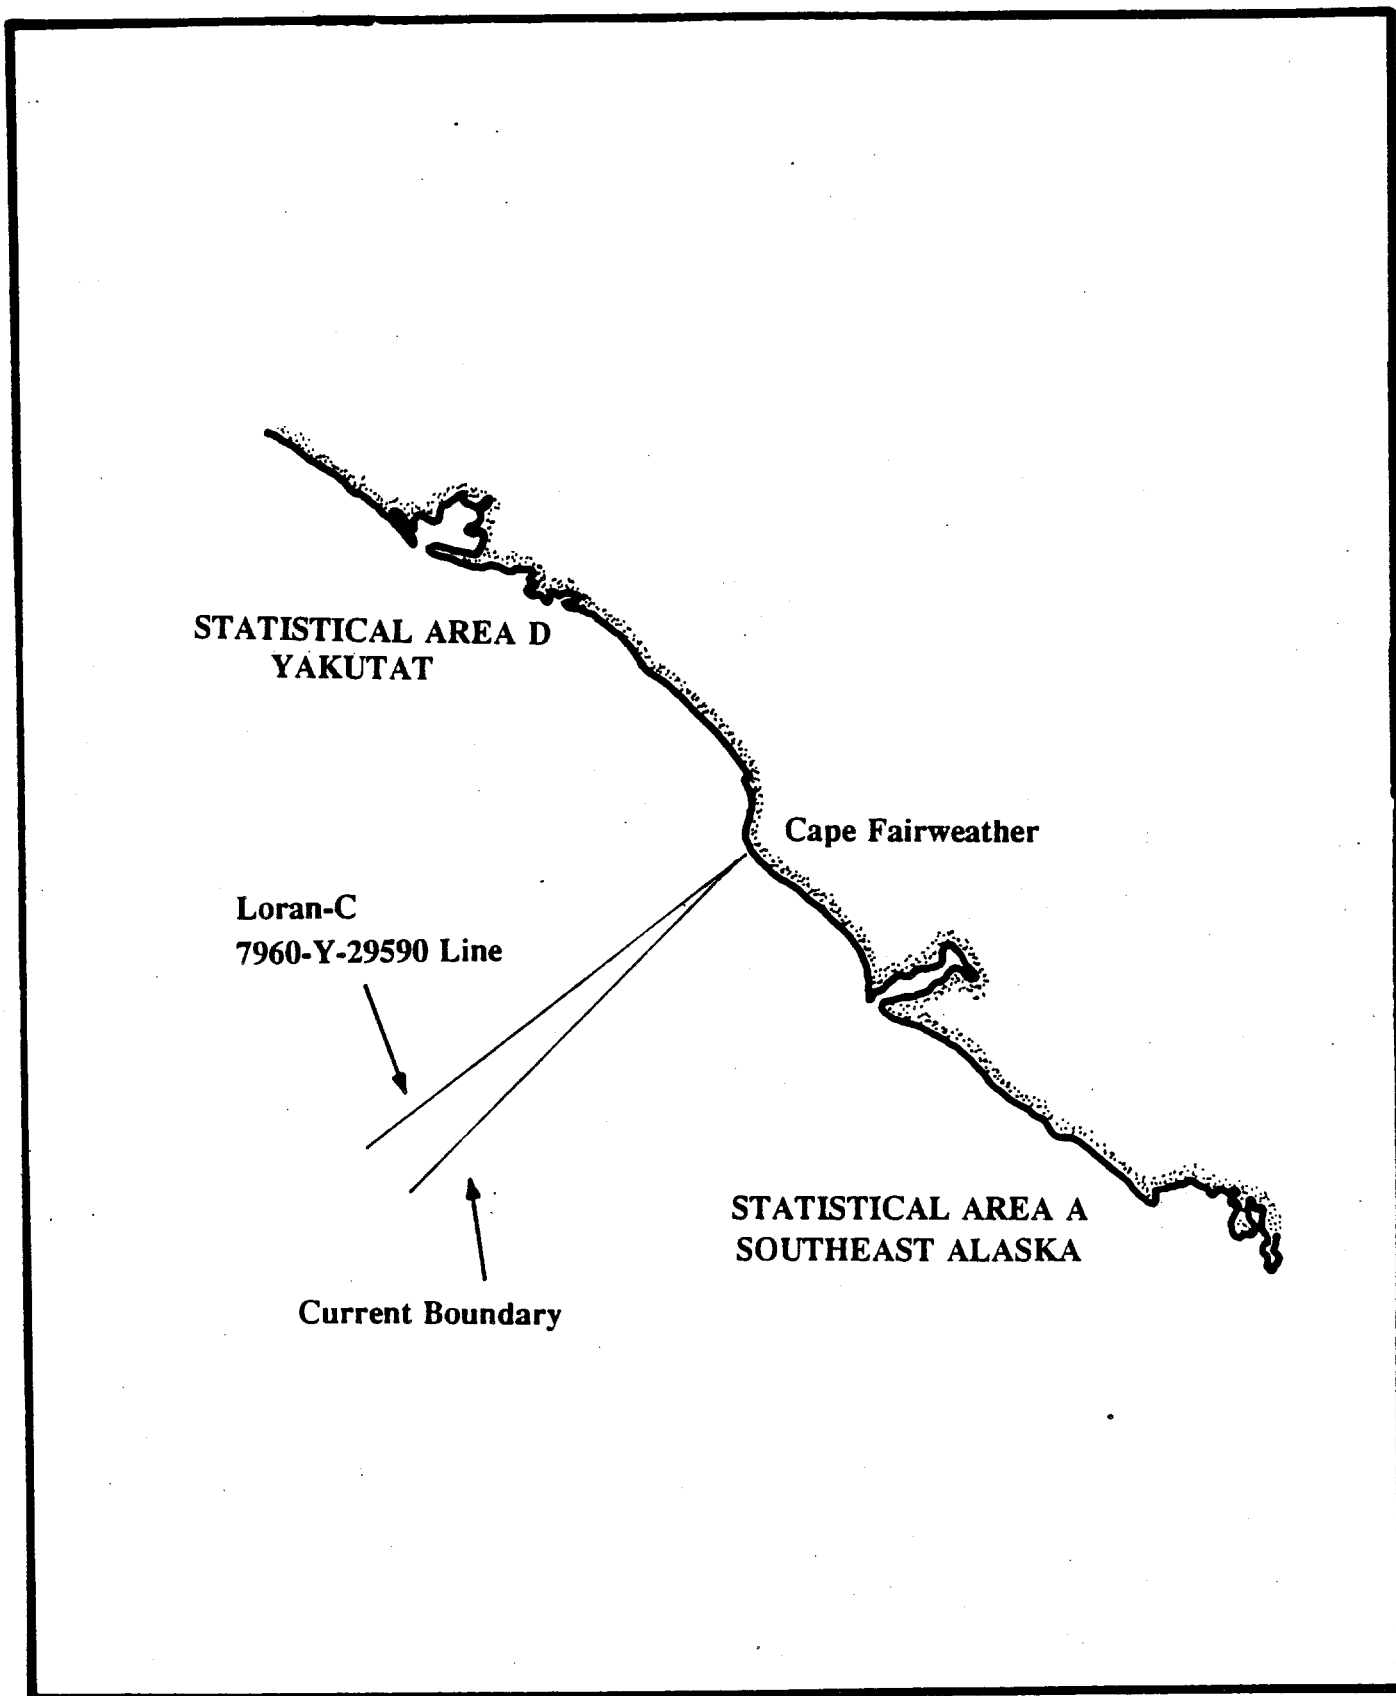 STATISTICAL AREA D
YAKUTAT
Cape Fairweather
Loran-C
7960-Y-29590 Line
STATISTICAL AREA A
SOUTHEAST ALASKA
Current Boundary